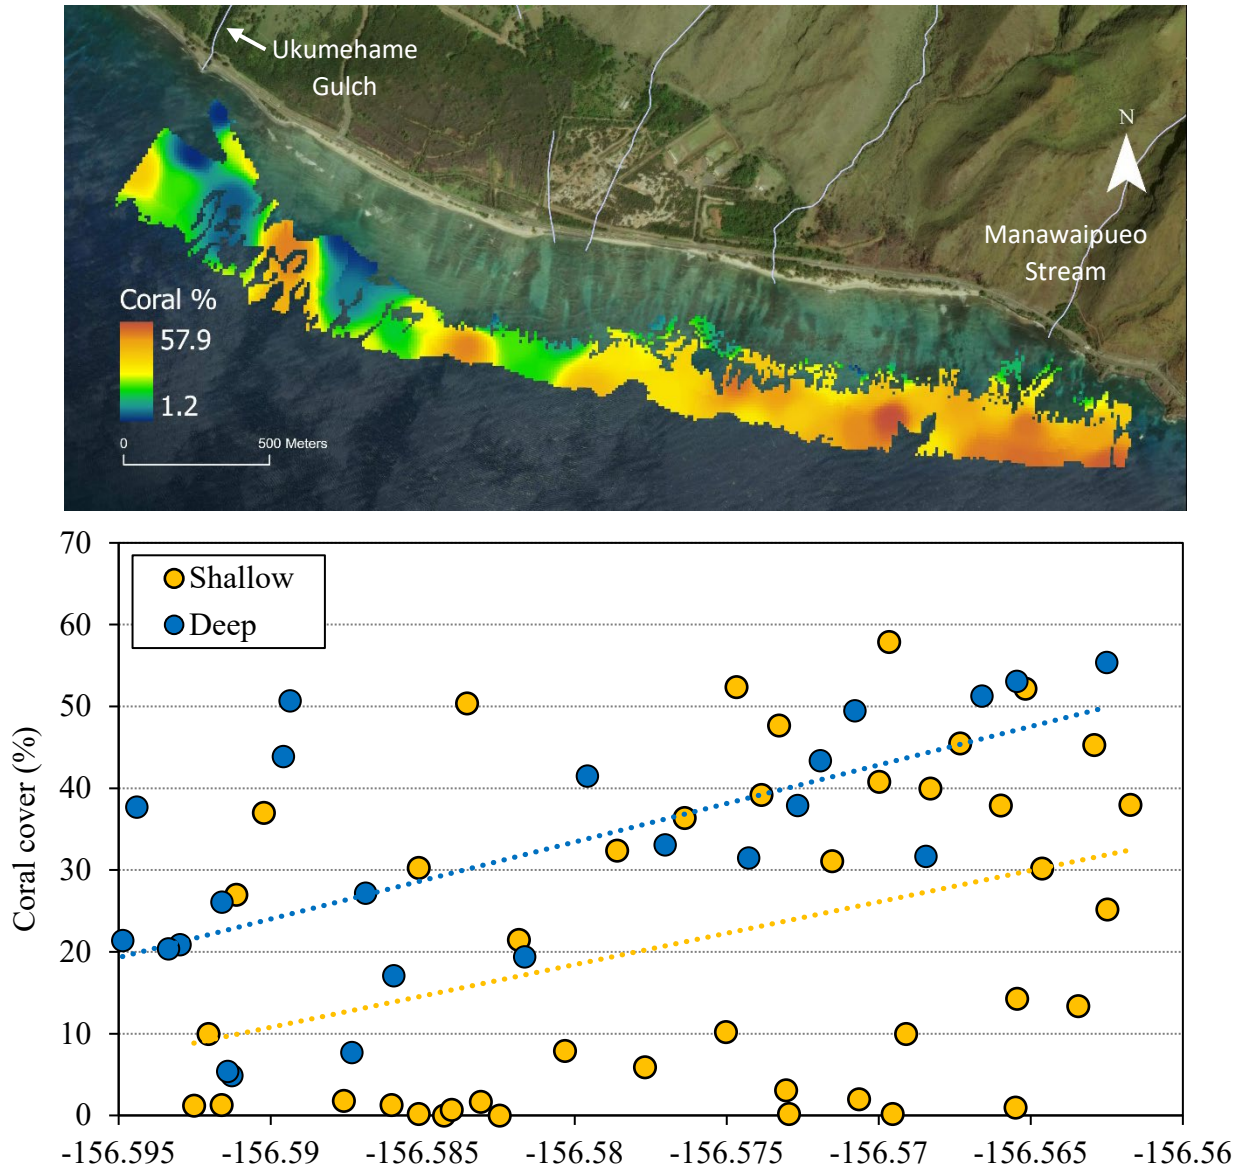 Ukumehame
Gulch
N
Manawaipueo
Stream
Coral %
57.9
1.2
0 500 Meters
70
60
50
40
30
20
10
0
Shallow
Deep
Coral cover (%)
-156.595 -156.59 -156.585 -156.58 -156.575 -156.57 -156.565 -156.56